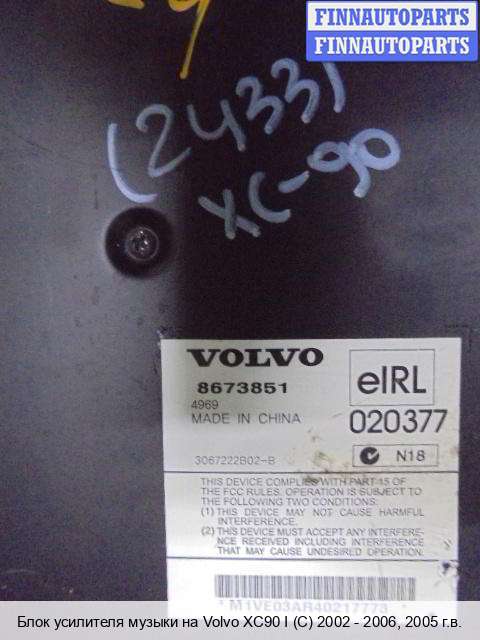 FINNAUTOPARTS
FINNAUTOPARTS
(2433)
XC-90
VOLVO
8673851
4969
MADE IN CHINA
eIRL
020377
3067222B02-B
N18
THIS DEVICE COMPLIES WITH PART 15 OF
THE FCC RULES. OPERATION IS SUBJECT TO
THE FOLLOWING TWO CONDITIONS:
(1) THIS DEVICE MAY NOT CAUSE HARMFUL
INTERFERENCE.
(2) THIS DEVICE MUST ACCEPT ANY INTERFERE-
NCE RECEIVED INCLUDING INTERFERENCE
THAT MAY CAUSE UNDESIRED OPERATION.
* M1VE03AR40217773 *
Блок усилителя музыки на Volvo XC90 I (C) 2002 - 2006, 2005 г.в.